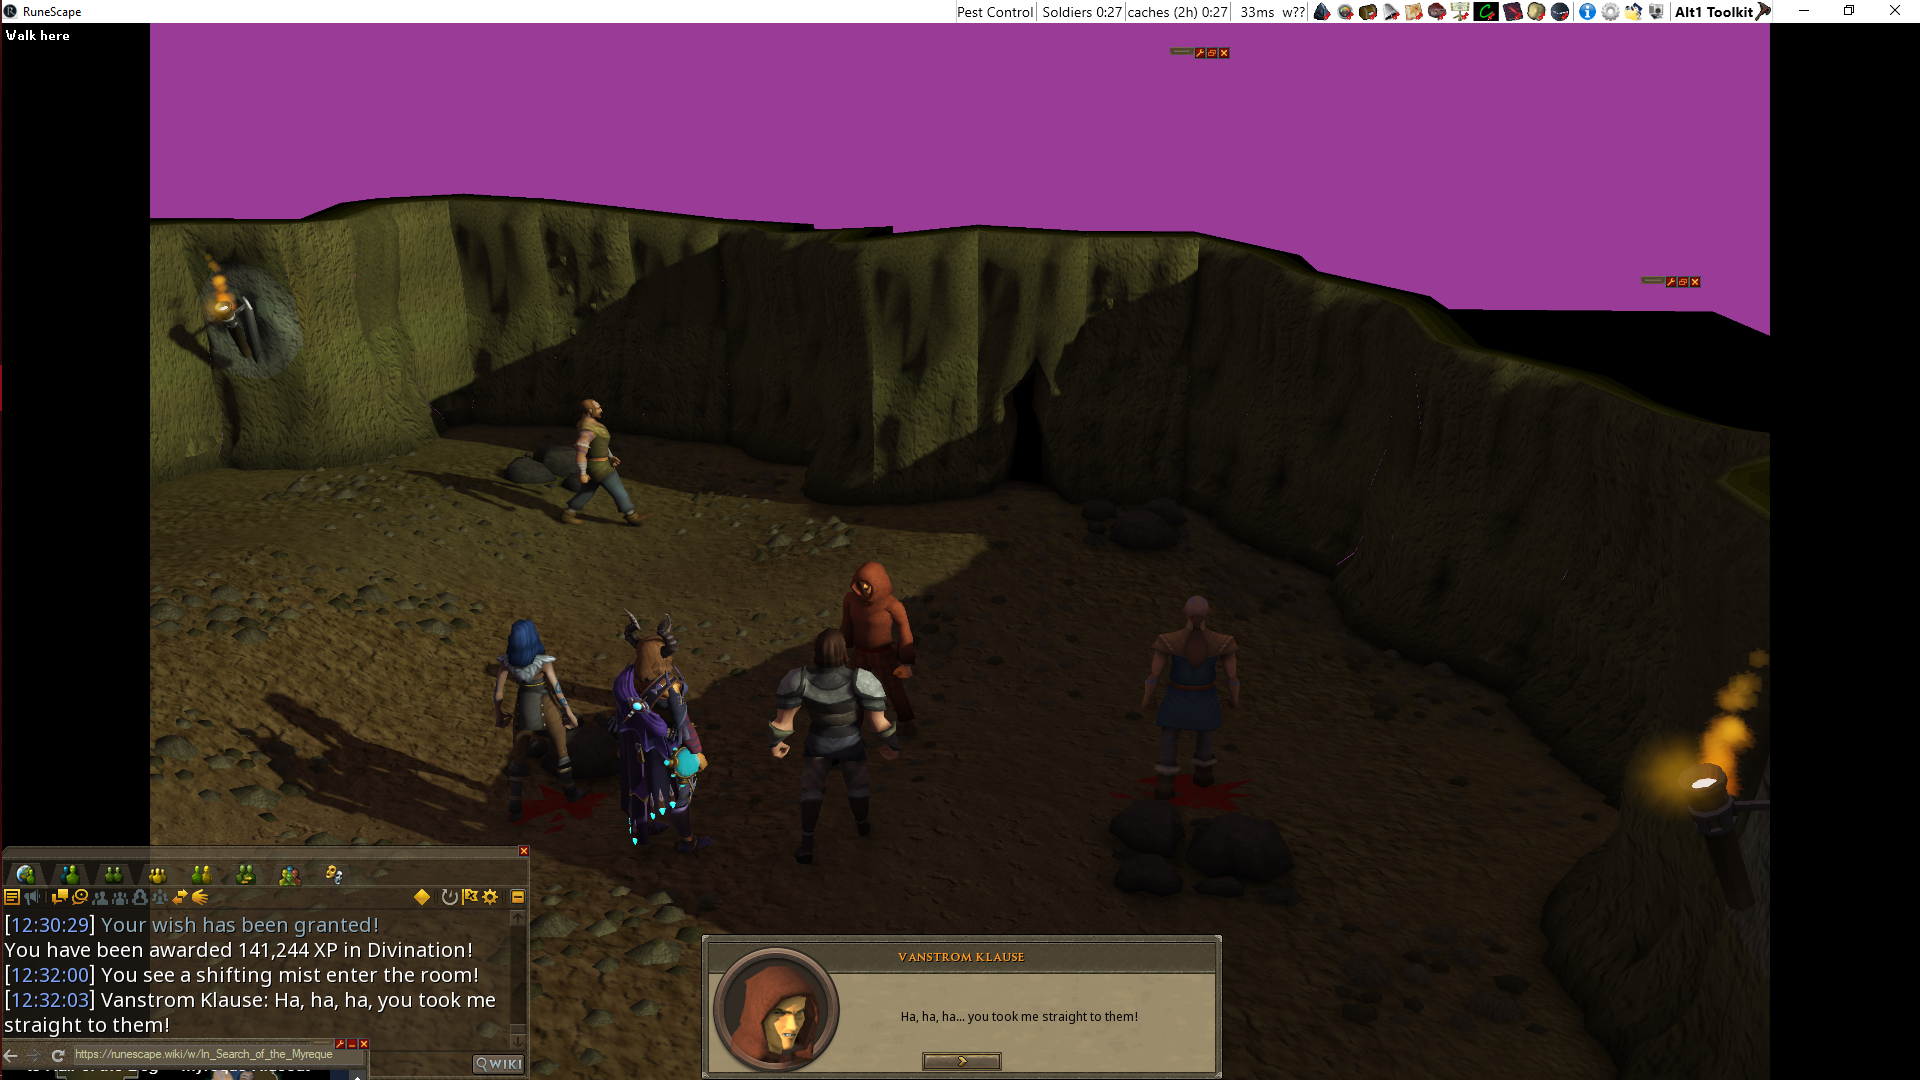 RuneScape
Pest Control Soldiers 0:27 caches (2h) 0:27 33ms w?? Alt1 Toolkit
Walk here
[12:30:29] Your wish has been granted!
You have been awarded 141,244 XP in Divination!
[12:32:00] You see a shifting mist enter the room!
[12:32:03] Vanstrom Klause: Ha, ha, ha, you took me
straight to them!
https://runescape.wiki/w/In_Search_of_the_Myreque
WIKI
VANSTROM KLAUSE
Ha, ha, ha... you took me straight to them!